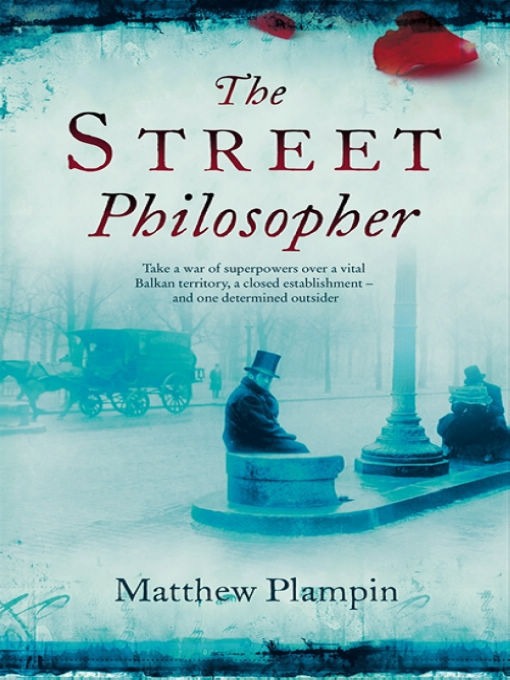 The
STREET
Philosopher
Take a war of superpowers over a vital
Balkan territory, a closed establishment –
and one determined outsider
Matthew Plampin